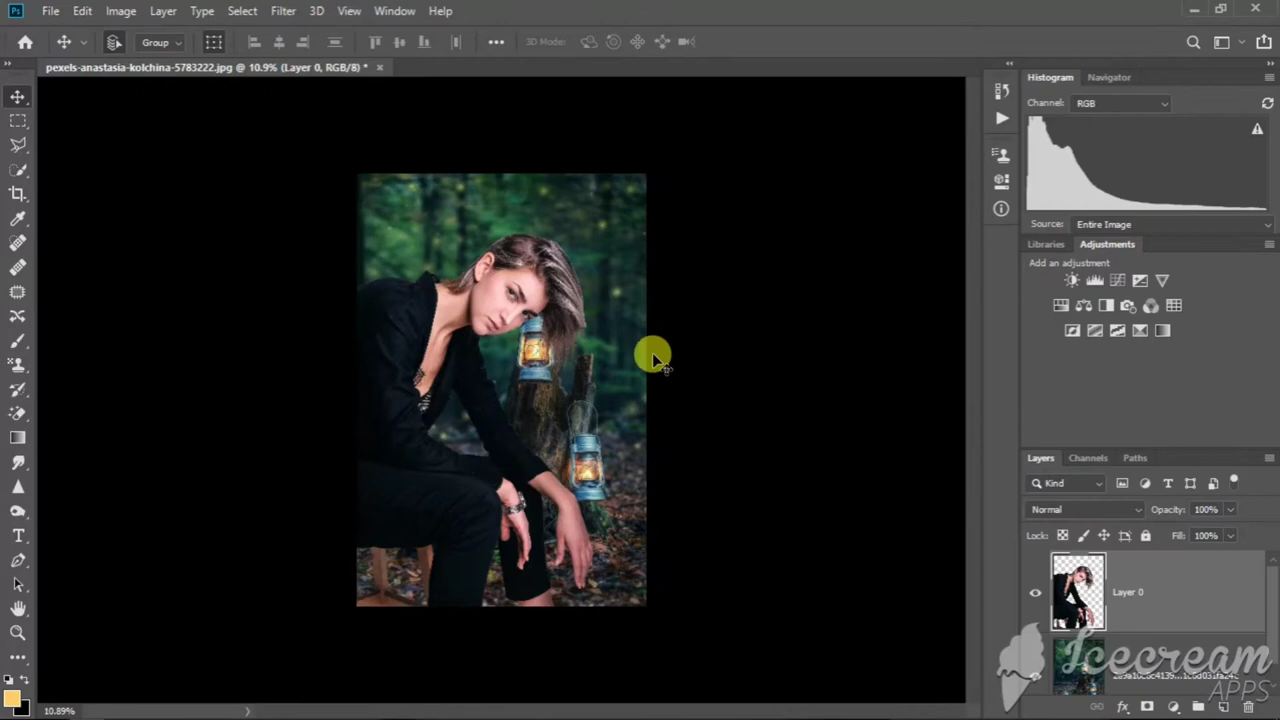 Ps File Edit Image Layer Type Select Filter 3D View Window Help
Group 3D Mode:
pexels-anastasia-kolchina-5783222.jpg @ 10.9% (Layer 0, RGB/8) *
Histogram Navigator
Channel: RGB
Source: Entire Image
Libraries Adjustments
Add an adjustment
Layers Channels Paths
Kind
Normal Opacity: 100%
Lock: Fill: 100%
Layer 0
Icecream
APPS
10.89%